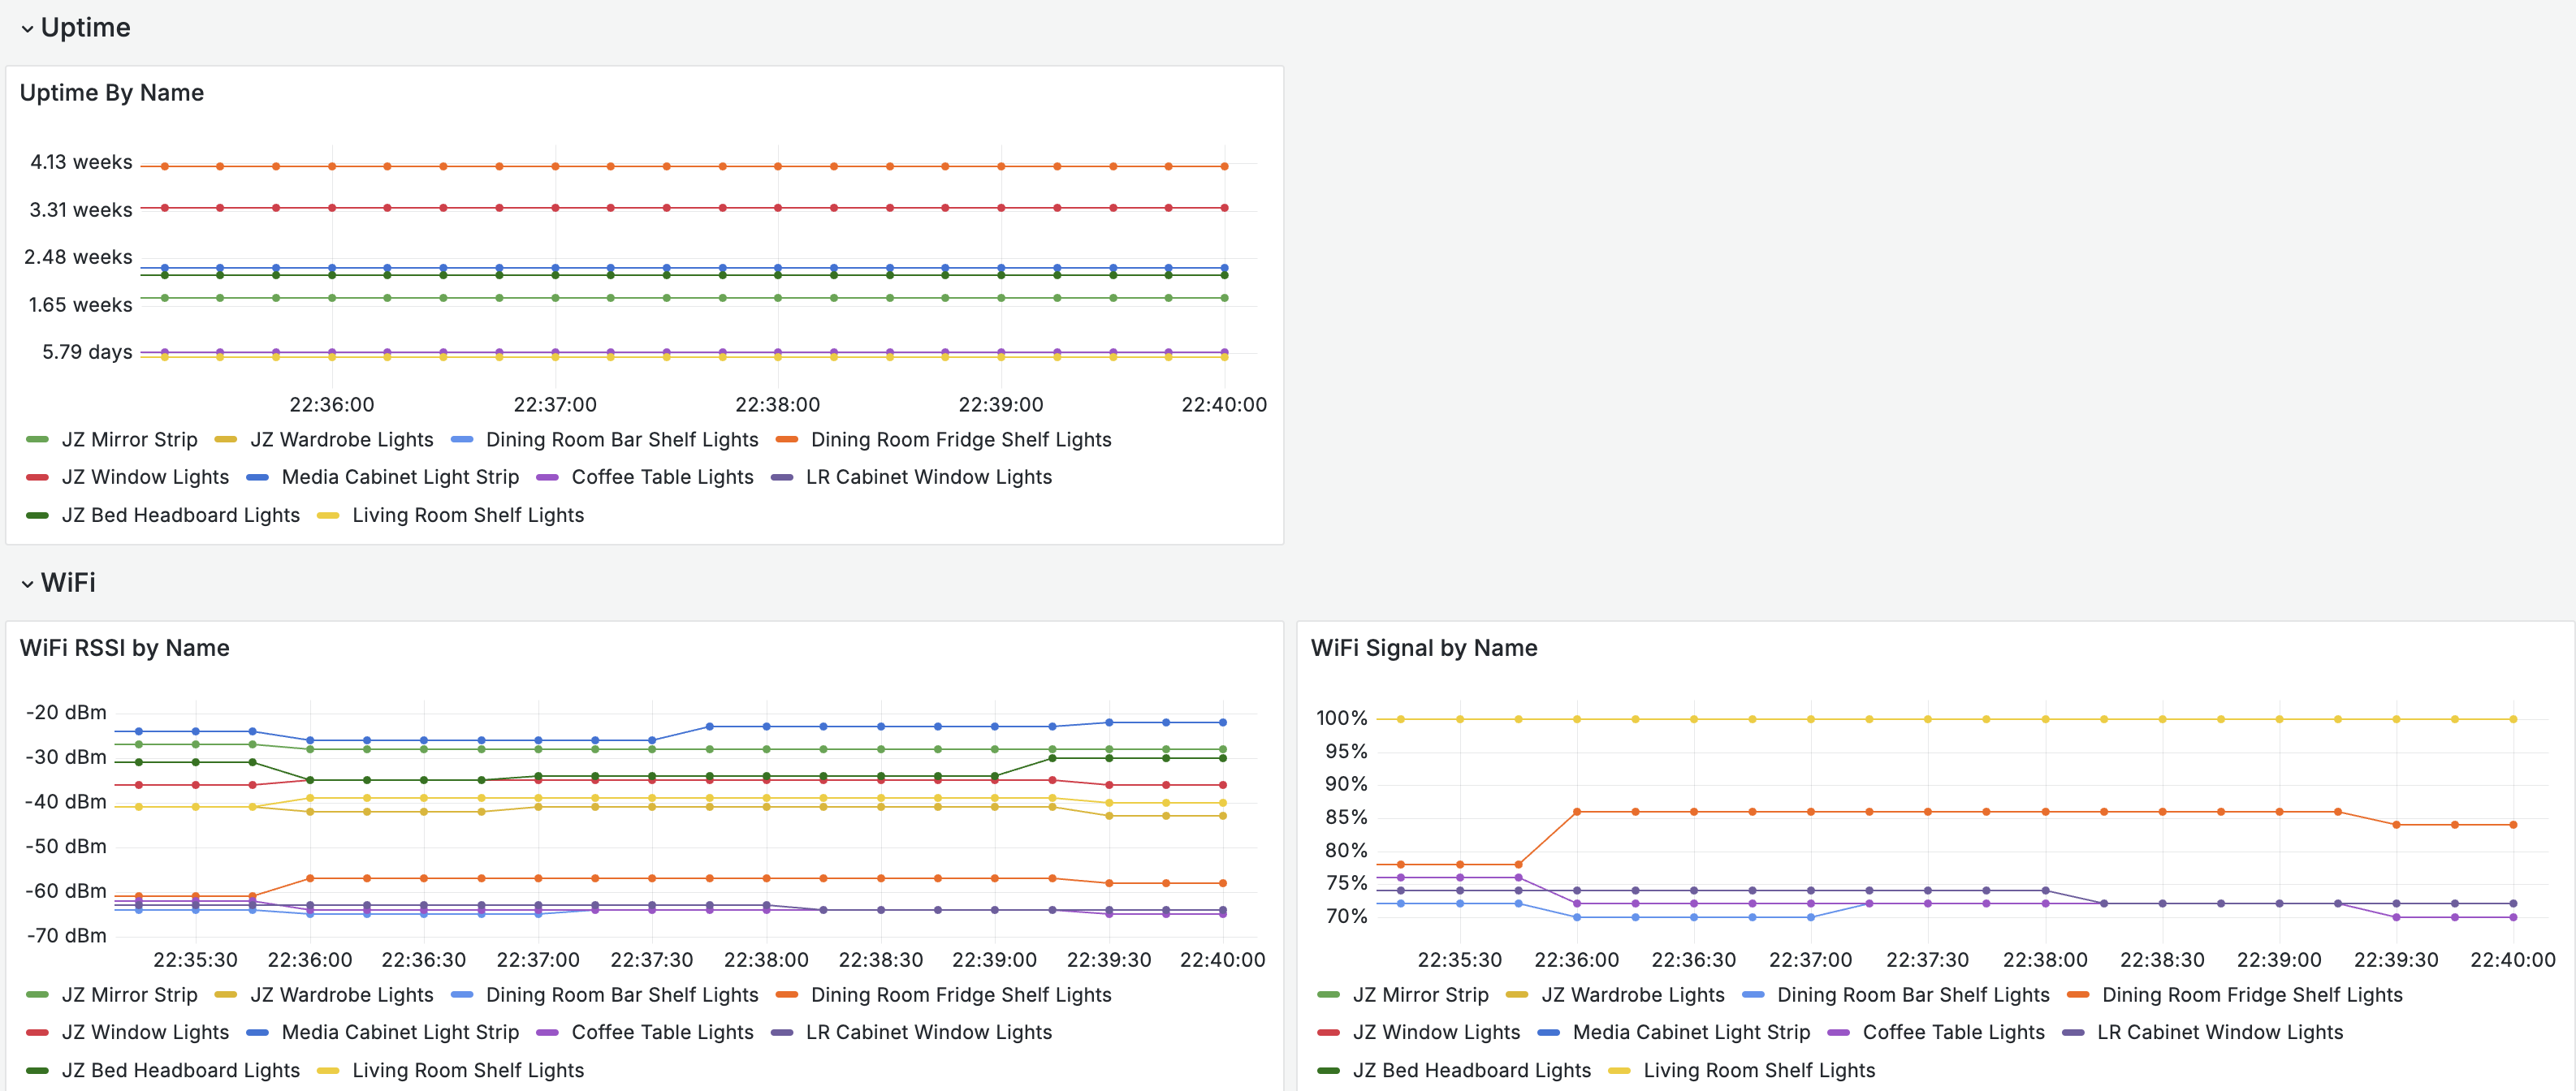 Uptime
Uptime By Name
4.13 weeks
3.31 weeks
2.48 weeks
1.65 weeks
5.79 days
22:36:00 22:37:00 22:38:00 22:39:00 22:40:00
JZ Mirror Strip JZ Wardrobe Lights Dining Room Bar Shelf Lights Dining Room Fridge Shelf Lights
JZ Window Lights Media Cabinet Light Strip Coffee Table Lights LR Cabinet Window Lights
JZ Bed Headboard Lights Living Room Shelf Lights
WiFi
WiFi RSSI by Name
-20 dBm
-30 dBm
-40 dBm
-50 dBm
-60 dBm
-70 dBm
22:35:30 22:36:00 22:36:30 22:37:00 22:37:30 22:38:00 22:38:30 22:39:00 22:39:30 22:40:00
JZ Mirror Strip JZ Wardrobe Lights Dining Room Bar Shelf Lights Dining Room Fridge Shelf Lights
JZ Window Lights Media Cabinet Light Strip Coffee Table Lights LR Cabinet Window Lights
JZ Bed Headboard Lights Living Room Shelf Lights
WiFi Signal by Name
100%
95%
90%
85%
80%
75%
70%
22:35:30 22:36:00 22:36:30 22:37:00 22:37:30 22:38:00 22:38:30 22:39:00 22:39:30 22:40:00
JZ Mirror Strip JZ Wardrobe Lights Dining Room Bar Shelf Lights Dining Room Fridge Shelf Lights
JZ Window Lights Media Cabinet Light Strip Coffee Table Lights LR Cabinet Window Lights
JZ Bed Headboard Lights Living Room Shelf Lights